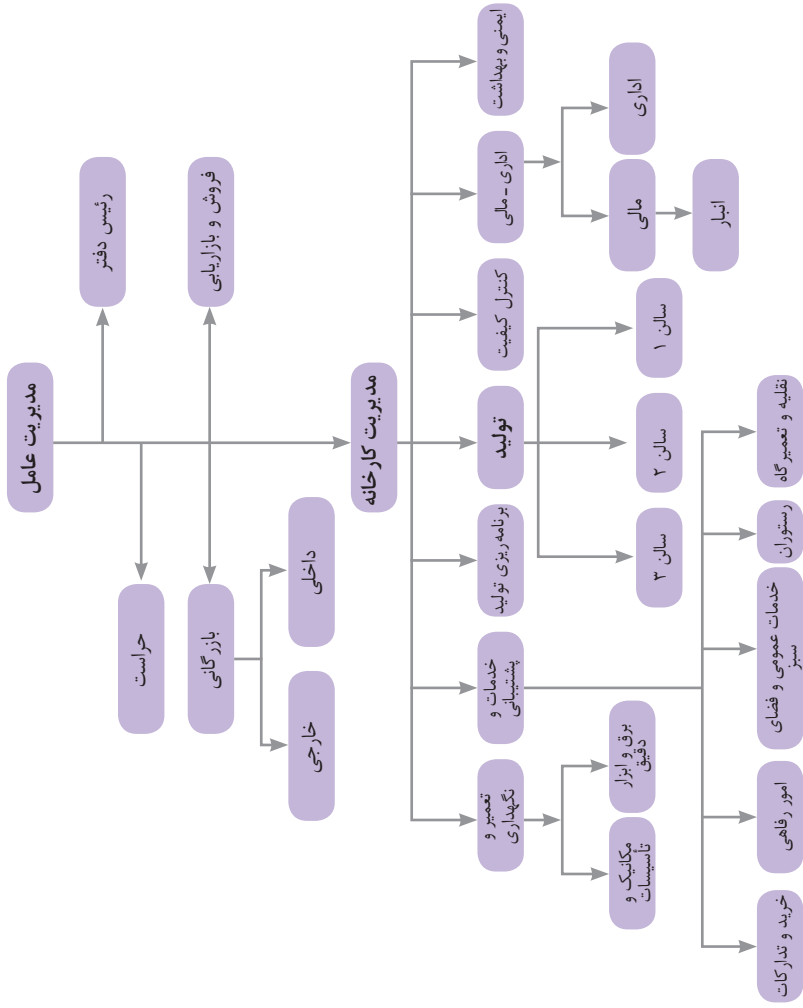 مدیریت عامل
رئیس دفتر
حراست
فروش و بازاریابی
بازرگانی
داخلی
خارجی
مدیریت کارخانه
ایمنی و بهداشت
اداری - مالی
کنترل کیفیت
تولید
برنامه‌ریزی تولید
خدمات و
پشتیبانی
تعمیر و
نگهداری
اداری
مالی
انبار
سالن ۱
سالن ۲
سالن ۳
برق و ابزار
دقیق
مکانیک و
تأسیسات
نقلیه و تعمیرگاه
رستوران
خدمات عمومی و فضای
سبز
امور رفاهی
خرید و تدارکات